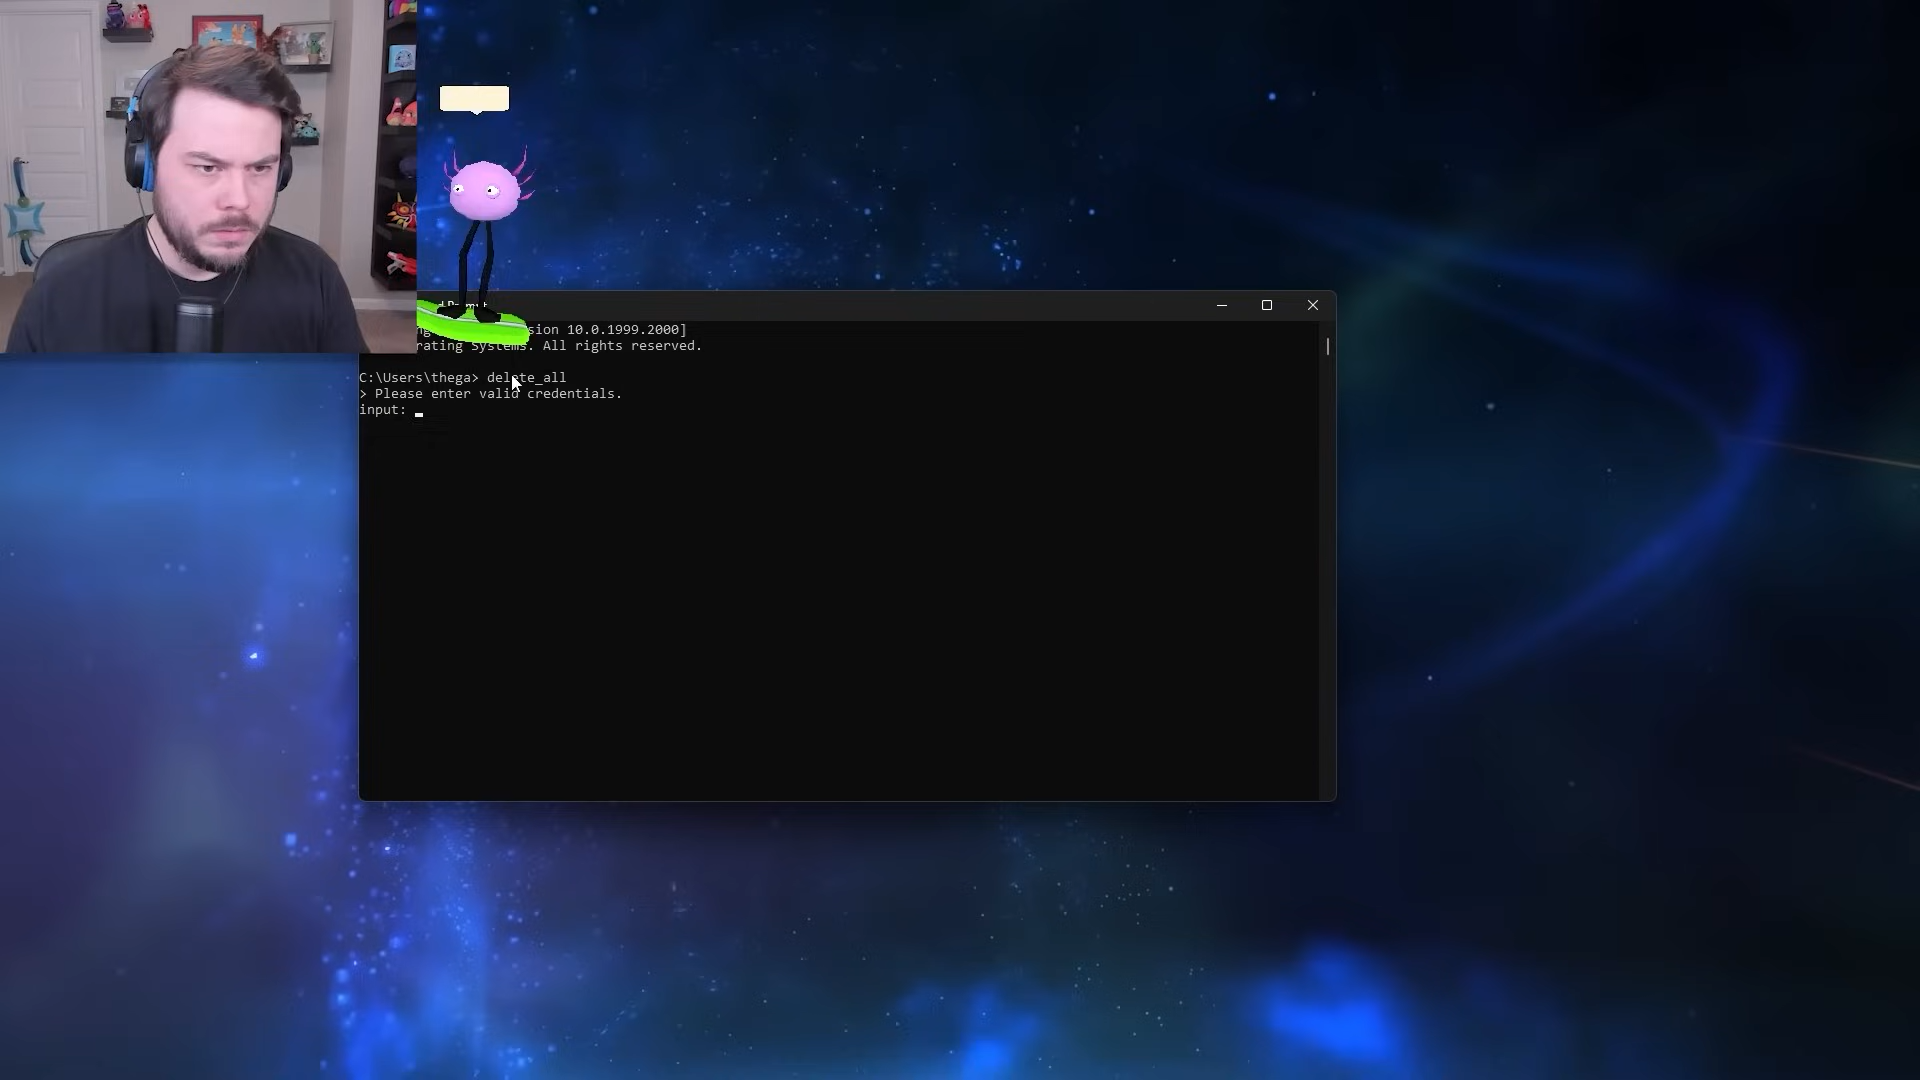 sion 10.0.1999.2000]
rating Systems. All rights reserved.
C:\Users\thega> delete_all
> Please enter valid credentials.
input: